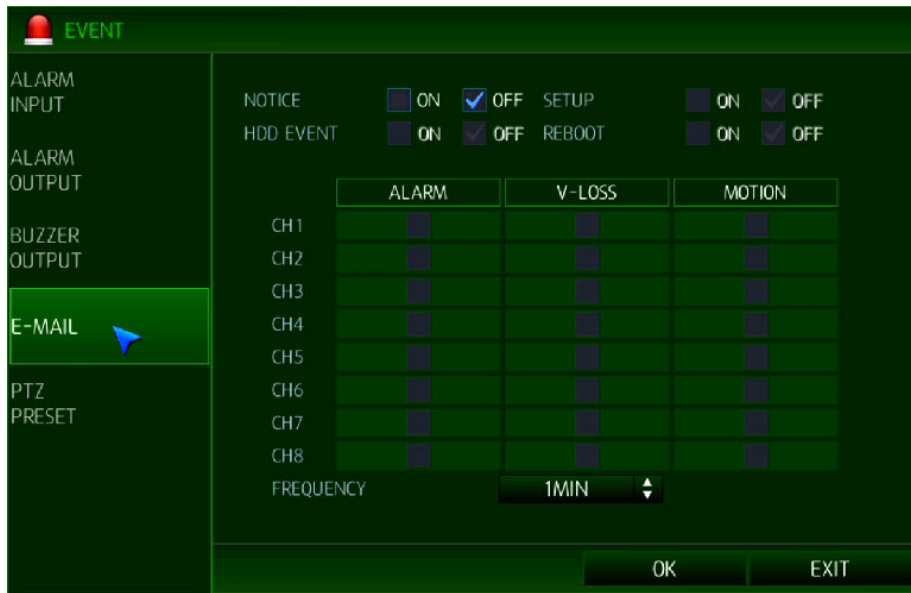 EVENT
ALARM
INPUT
ALARM
OUTPUT
BUZZER
OUTPUT
E-MAIL
PTZ
PRESET
NOTICE ON OFF SETUP ON OFF
HDD EVENT ON OFF REBOOT ON OFF
ALARM V-LOSS MOTION
CH1
CH2
CH3
CH4
CH5
CH6
CH7
CH8
FREQUENCY 1MIN
OK EXIT